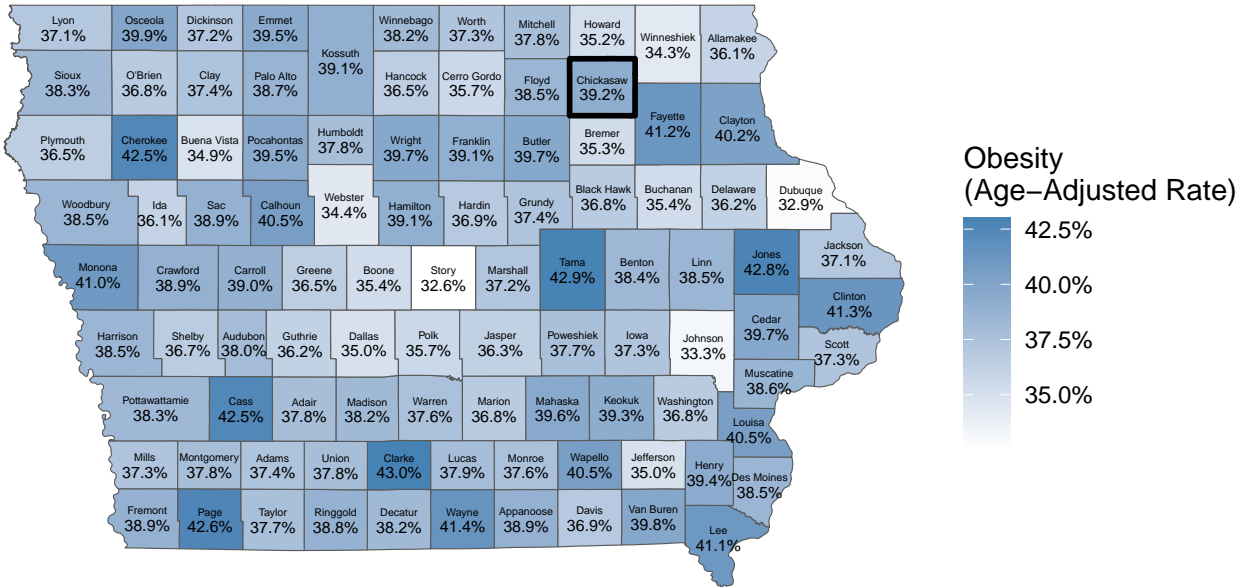 Lyon
37.1%
Osceola
39.9%
Dickinson
37.2%
Emmet
39.5%
Kossuth
39.1%
Winnebago
38.2%
Worth
37.3%
Mitchell
37.8%
Howard
35.2%
Winneshiek
34.3%
Allamakee
36.1%
Sioux
38.3%
O'Brien
36.8%
Clay
37.4%
Palo Alto
38.7%
Hancock
36.5%
Cerro Gordo
35.7%
Floyd
38.5%
Chickasaw
39.2%
Fayette
41.2%
Clayton
40.2%
Plymouth
36.5%
Cherokee
42.5%
Buena Vista
34.9%
Pocahontas
39.5%
Humboldt
37.8%
Wright
39.7%
Franklin
39.1%
Butler
39.7%
Bremer
35.3%
Woodbury
38.5%
Ida
36.1%
Sac
38.9%
Calhoun
40.5%
Webster
34.4%
Hamilton
39.1%
Hardin
36.9%
Grundy
37.4%
Black Hawk
36.8%
Buchanan
35.4%
Delaware
36.2%
Dubuque
32.9%
Monona
41.0%
Crawford
38.9%
Carroll
39.0%
Greene
36.5%
Boone
35.4%
Story
32.6%
Marshall
37.2%
Tama
42.9%
Benton
38.4%
Linn
38.5%
Jones
42.8%
Jackson
37.1%
Clinton
41.3%
Harrison
38.5%
Shelby
36.7%
Audubon
38.0%
Guthrie
36.2%
Dallas
35.0%
Polk
35.7%
Jasper
36.3%
Poweshiek
37.7%
Iowa
37.3%
Johnson
33.3%
Cedar
39.7%
Scott
37.3%
Muscatine
38.6%
Pottawattamie
38.3%
Cass
42.5%
Adair
37.8%
Madison
38.2%
Warren
37.6%
Marion
36.8%
Mahaska
39.6%
Keokuk
39.3%
Washington
36.8%
Louisa
40.5%
Mills
37.3%
Montgomery
37.8%
Adams
37.4%
Union
37.8%
Clarke
43.0%
Lucas
37.9%
Monroe
37.6%
Wapello
40.5%
Jefferson
35.0%
Henry
39.4%
Des Moines
38.5%
Fremont
38.9%
Page
42.6%
Taylor
37.7%
Ringgold
38.8%
Decatur
38.2%
Wayne
41.4%
Appanoose
38.9%
Davis
36.9%
Van Buren
39.8%
Lee
41.1%
Obesity
(Age−Adjusted Rate)
42.5%
40.0%
37.5%
35.0%